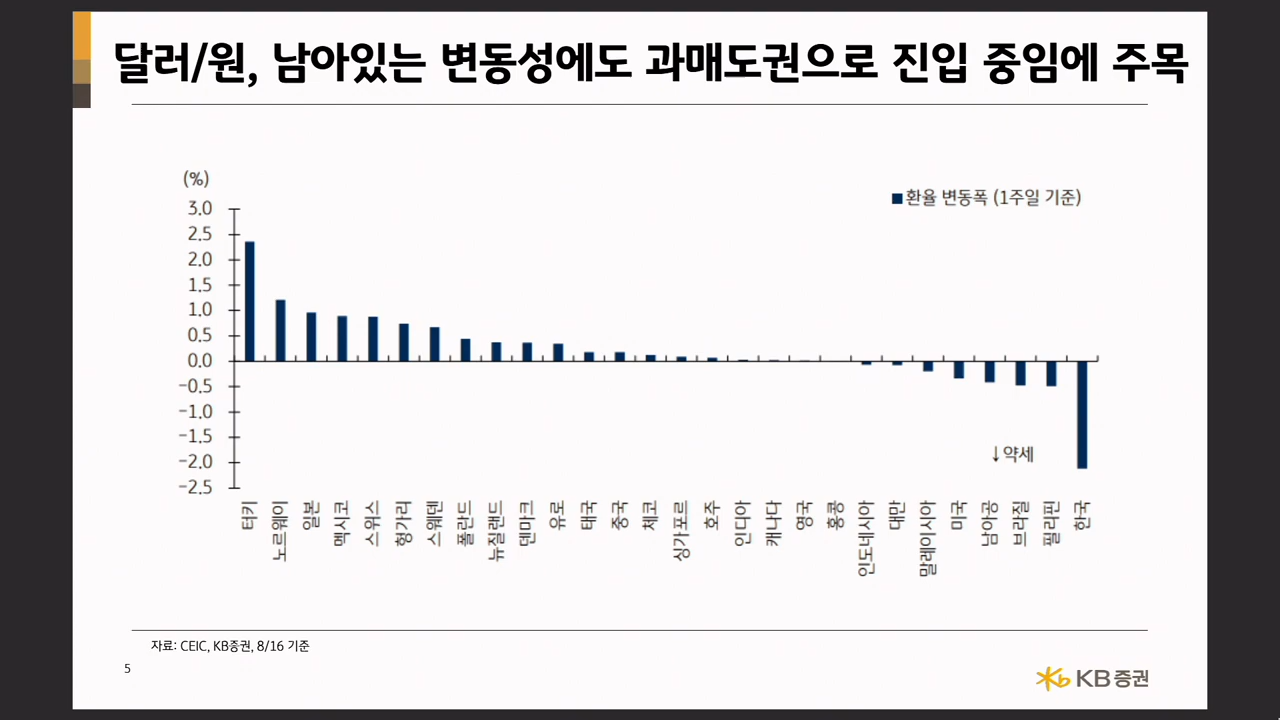 달러/원, 남아있는 변동성에도 과매도권으로 진입 중임에 주목
(%)
■환율 변동폭 (1주일 기준)
3.0
2.5
2.0
1.5
1.0
0.5
0.0
-0.5
-1.0
-1.5
-2.0
-2.5
↓약세
터키
노르웨이
일본
멕시코
스위스
헝가리
스웨덴
폴란드
뉴질랜드
덴마크
유로
태국
중국
체코
싱가포르
호주
인디아
캐나다
영국
홍콩
인도네시아
대만
말레이시아
미국
남아공
브라질
필리핀
한국
자료: CEIC, KB증권, 8/16 기준
5
KB증권